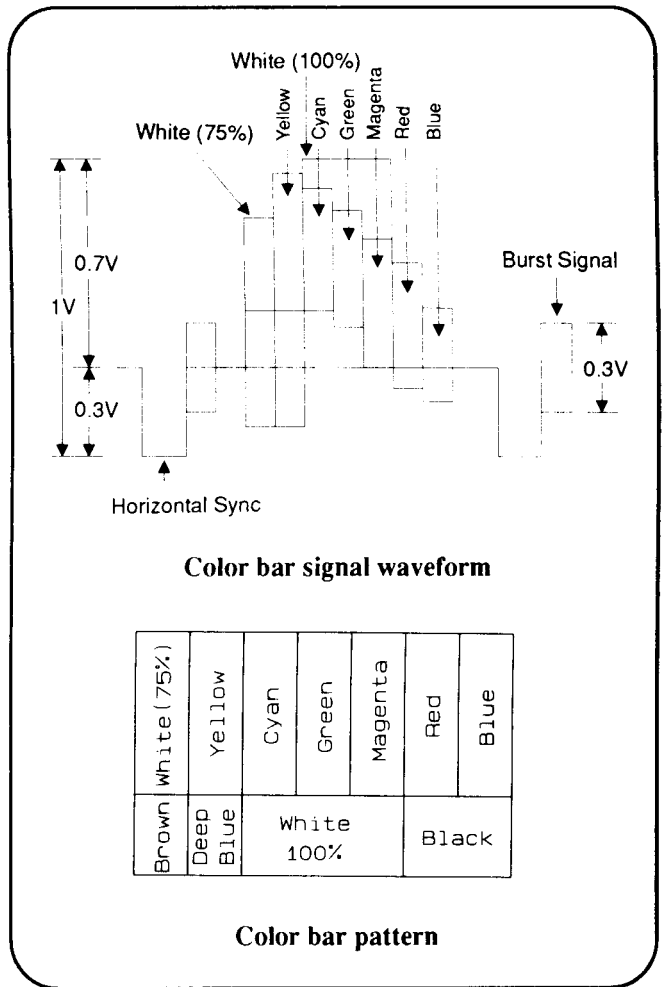 White (100%)
White (75%)
Yellow
Cyan
Green
Magenta
Red
Blue
0.7V
1V
0.3V
Burst Signal
0.3V
Horizontal Sync
Color bar signal waveform
White(75%)
Yellow
Cyan
Green
Magenta
Red
Blue
Brown
Deep
Blue
White
100%
Black
Color bar pattern